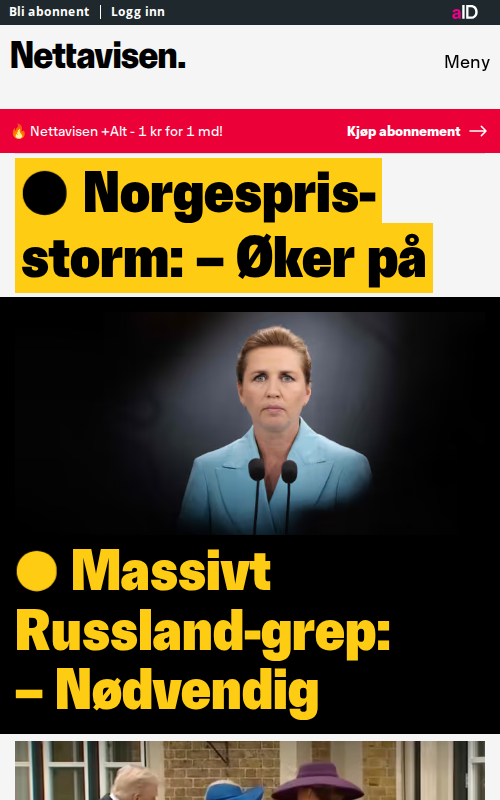 Bli abonnent | Logg inn
aID
Nettavisen.
Meny
🔥 Nettavisen +Alt - 1 kr for 1 md!
Kjøp abonnement →
● Norgespris-
storm: – Øker på
● Massivt
Russland-grep:
– Nødvendig